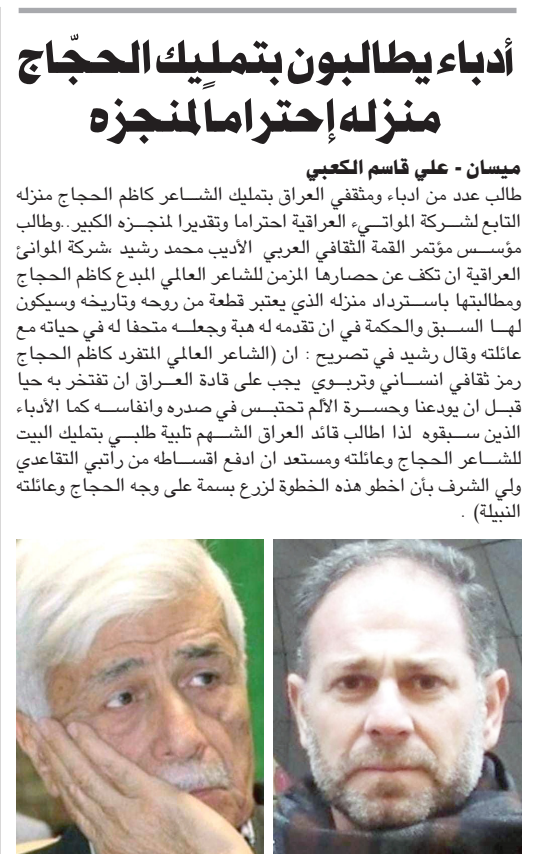 أدباء يطالبون بتمليك الحجّاج
منزله إحتراماً لمنجزه
ميسان - علي قاسم الكعبي
طالب عدد من ادباء ومثقفي العراق بتمليك الشاعر كاظم الحجاج منزله
التابع لشركة الموانيء العراقية احتراما وتقديرا لمنجزه الكبير..وطالب
مؤسس مؤتمر القمة الثقافي العربي الأديب محمد رشيد ،شركة الموانئ
العراقية ان تكف عن حصارها المزمن للشاعر العالمي المبدع كاظم الحجاج
ومطالبتها باسترداد منزله الذي يعتبر قطعة من روحه وتاريخه وسيكون
لها السبق والحكمة في ان تقدمه له هبة وجعله متحفا له في حياته مع
عائلته وقال رشيد في تصريح : ان (الشاعر العالمي المتفرد كاظم الحجاج
رمز ثقافي انساني وتربوي يجب على قادة العراق ان تفتخر به حيا
قبل ان يودعنا وحسرة الألم تحتبس في صدره وانفاسه كما الأدباء
الذين سبقوه لذا اطالب قائد العراق الشهم تلبية طلبي بتمليك البيت
للشاعر الحجاج وعائلته ومستعد ان ادفع اقساطه من راتبي التقاعدي
ولي الشرف بأن اخطو هذه الخطوة لزرع بسمة على وجه الحجاج وعائلته
النبيلة) .